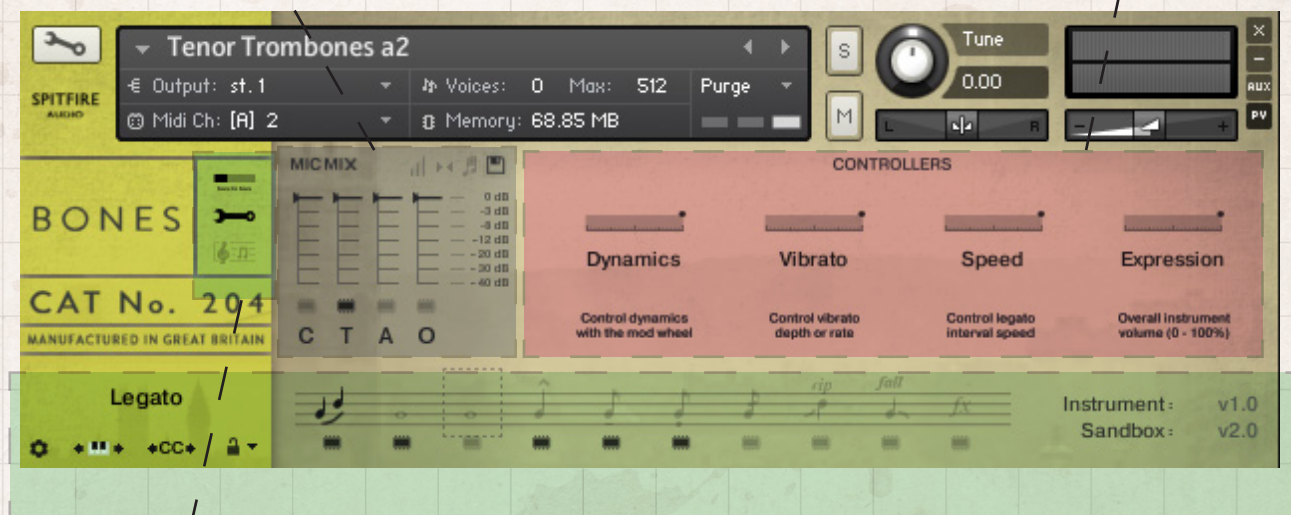 Tenor Trombones a2
S
Tune
0.00
X
AUX
PV
SPITFIRE
AUDIO
Output: st.1
Voices: 0 Max: 512
Purge
Midi Ch: [A] 2
Memory: 68.85 MB
M
L
R
-
+
MIC MIX
CONTROLLERS
BONES
0 dB
-3 dB
-6 dB
-12 dB
-20 dB
-30 dB
-40 dB
Dynamics
Vibrato
Speed
Expression
CAT No. 204
MANUFACTURED IN GREAT BRITAIN
C T A O
Control dynamics
with the mod wheel
Control vibrato
depth or rate
Control legato
interval speed
Overall instrument
volume (0 - 100%)
Legato
rip
fall
fx
Instrument: v1.0
Sandbox: v2.0
CC